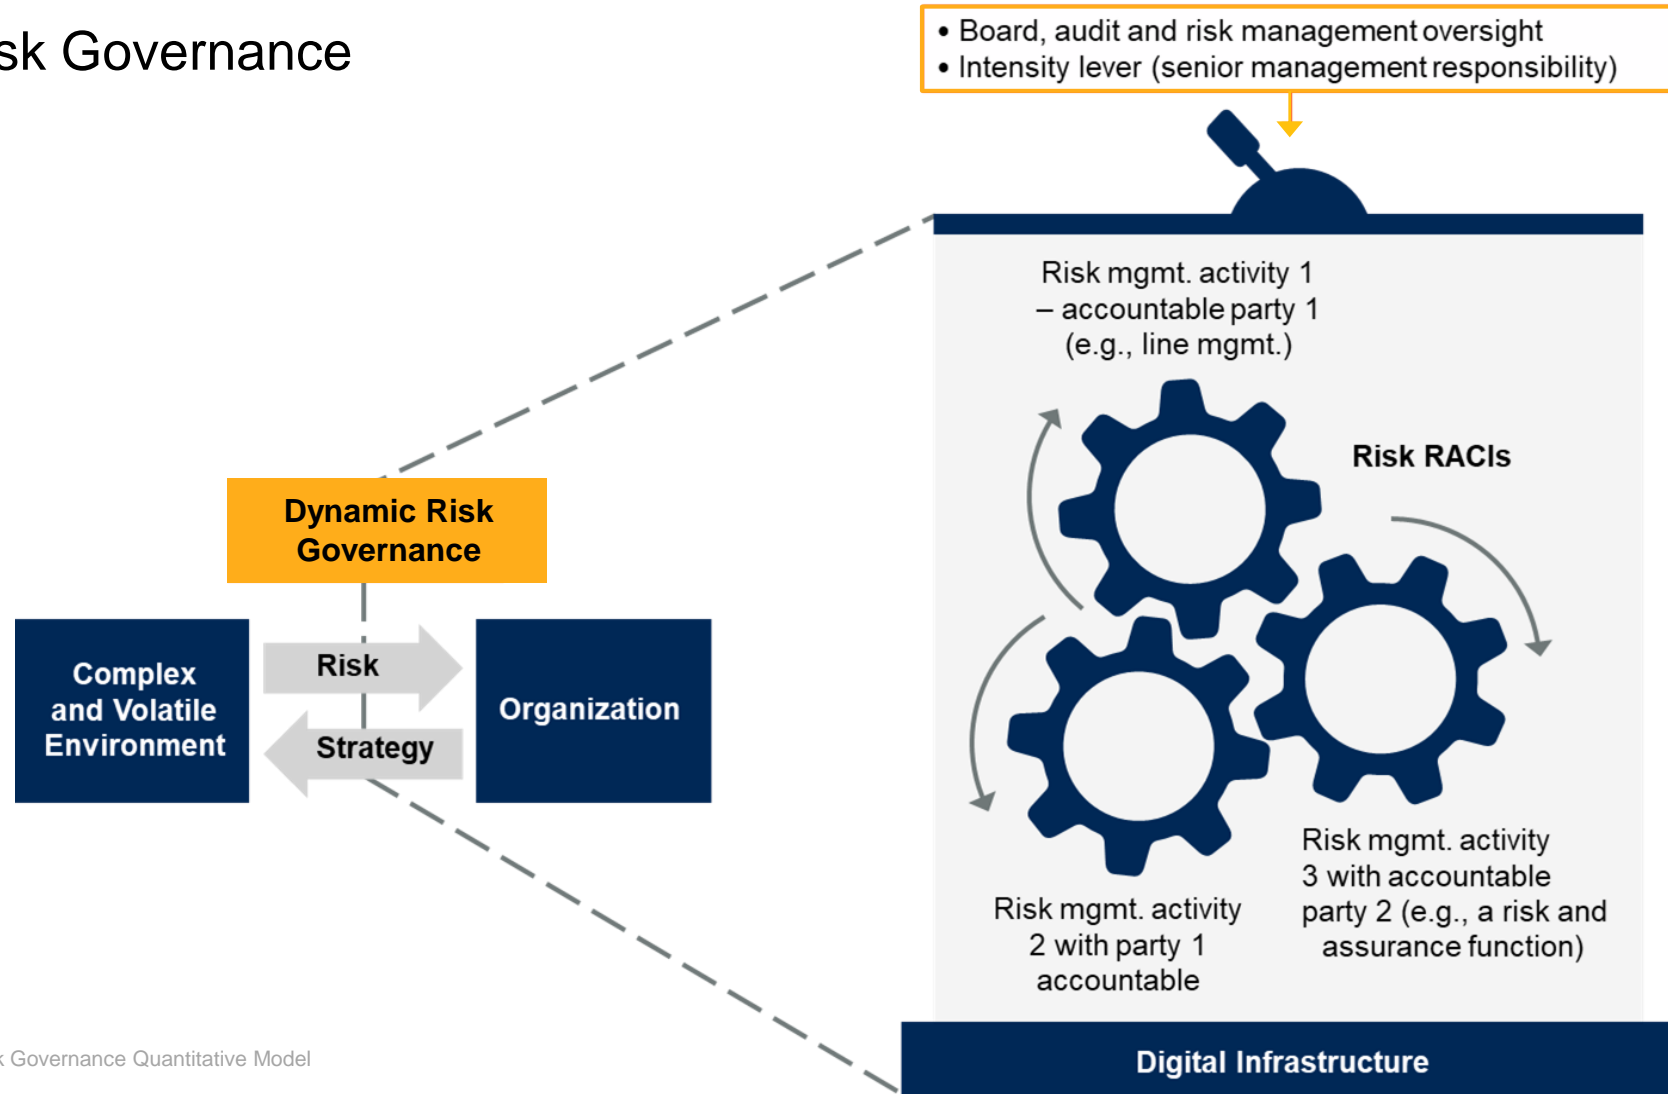 sk Governance
• Board, audit and risk management oversight
• Intensity lever (senior management responsibility)
Risk mgmt. activity 1
– accountable party 1
(e.g., line mgmt.)
Risk RACIs
Dynamic Risk
Governance
Complex
and Volatile
Environment
Risk
Strategy
Organization
Risk mgmt. activity
2 with party 1
accountable
Risk mgmt. activity
3 with accountable
party 2 (e.g., a risk and
assurance function)
k Governance Quantitative Model
Digital Infrastructure